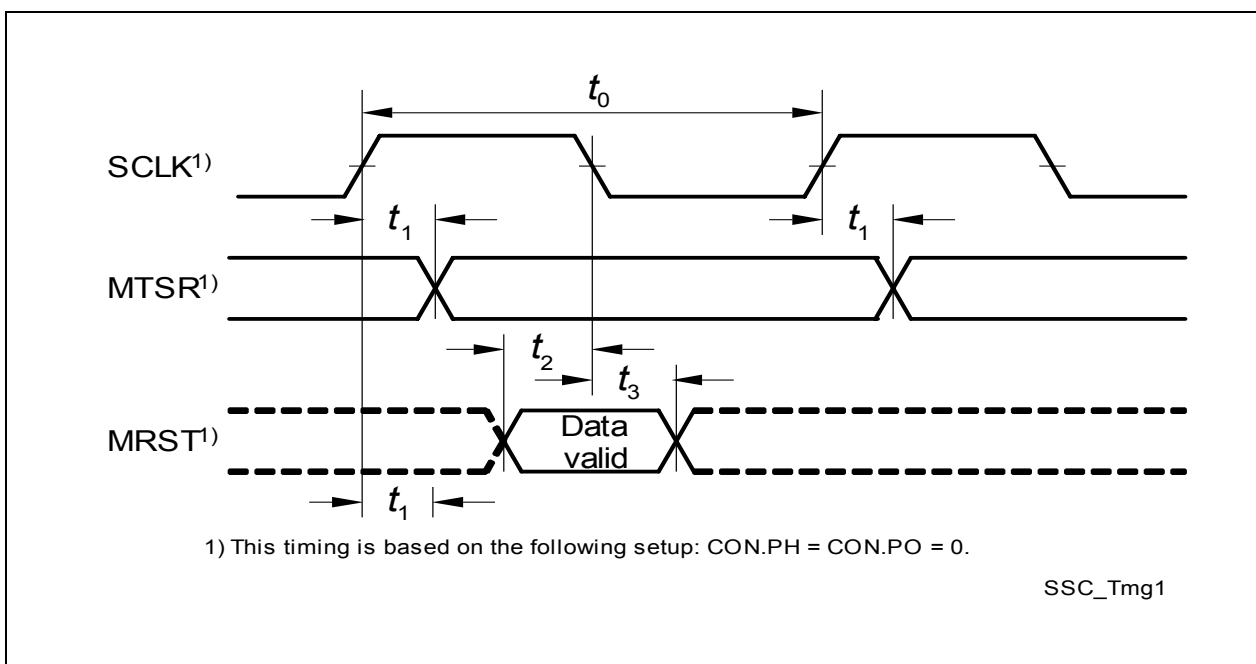 t0
SCLK1)
t1 t1
MTSR1)
t2
t3
MRST1) Data
valid
t1
1) This timing is based on the following setup: CON.PH = CON.PO = 0.
SSC_Tmg1